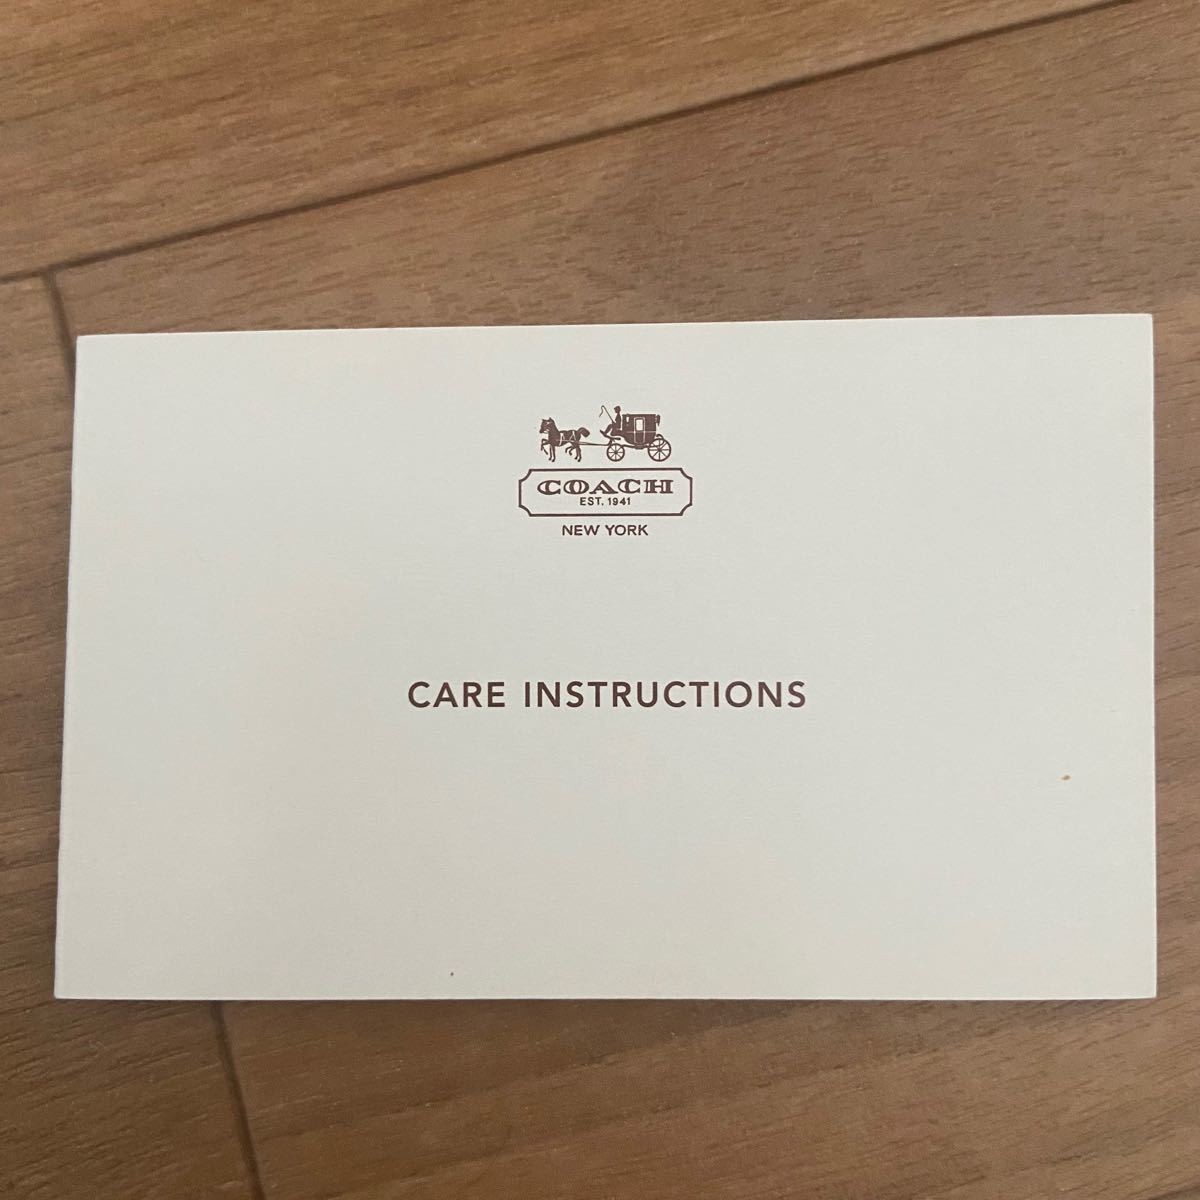 COACH
EST. 1941
NEW YORK
CARE INSTRUCTIONS